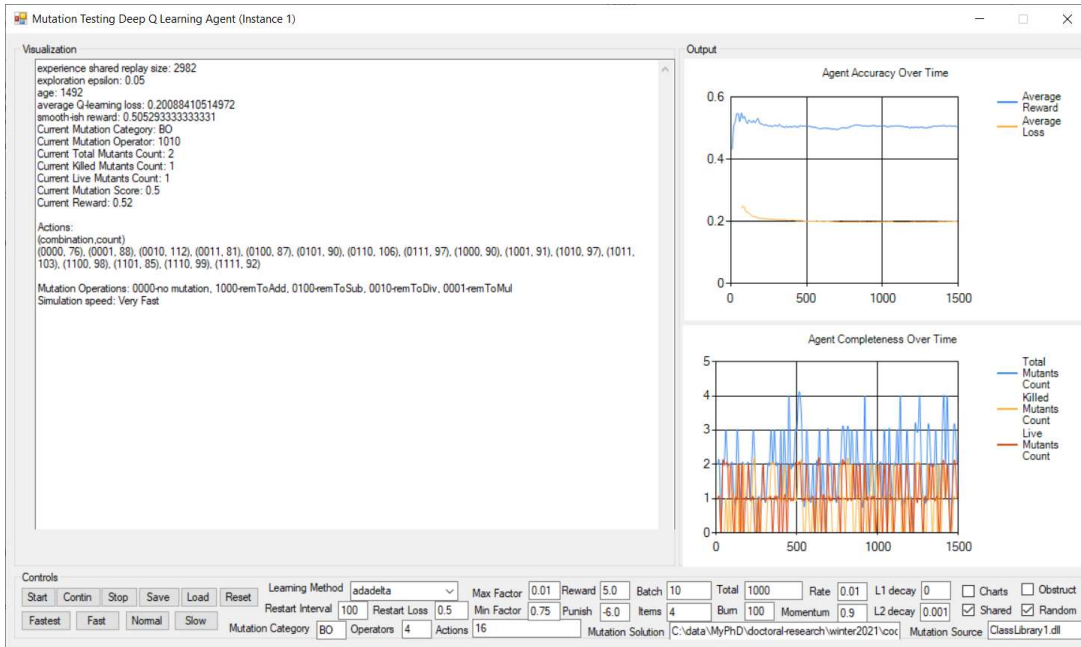 Mutation Testing Deep Q Learning Agent (Instance 1)
Visualization
experience shared replay size: 2982
exploration epsilon: 0.05
age: 1492
average Q-learning loss: 0.20088410514972
smooth-ish reward: 0.505293333333331
Current Mutation Category: BO
Current Mutation Operator: 1010
Current Total Mutants Count: 2
Current Killed Mutants Count: 1
Current Live Mutants Count: 1
Current Mutation Score: 0.5
Current Reward: 0.52
Actions:
(combination,count)
(0000, 76), (0001, 88), (0010, 112), (0011, 81), (0100, 87), (0101, 90), (0110, 106), (0111, 97), (1000, 90), (1001, 91), (1010, 97), (1011,
103), (1100, 98), (1101, 85), (1110, 99), (1111, 92)
Mutation Operations: 0000-no mutation, 1000-remToAdd, 0100-remToSub, 0010-remToDiv, 0001-remToMul
Simulation speed: Very Fast
Output
Agent Accuracy Over Time
0.6
0.4
0.2
0
0 500 1000 1500
Average
Reward
Average
Loss
Agent Completeness Over Time
5
4
3
2
1
0
0 500 1000 1500
Total
Mutants
Count
Killed
Mutants
Count
Live
Mutants
Count
Controls
Start Contin Stop Save Load Reset Learning Method adadelta Max Factor 0.01 Reward 5.0 Batch 10 Total 1000 Rate 0.01 L1 decay 0 Charts Obstruct
Restart Interval 100 Restart Loss 0.5 Min Factor 0.75 Punish -6.0 Items 4 Burn 100 Momentum 0.9 L2 decay 0.001 Shared Random
Fastest Fast Normal Slow
Mutation Category BO Operators 4 Actions 16 Mutation Solution C:\data\MyPhD\doctoral-research\winter2021\coc Mutation Source ClassLibrary1.dll